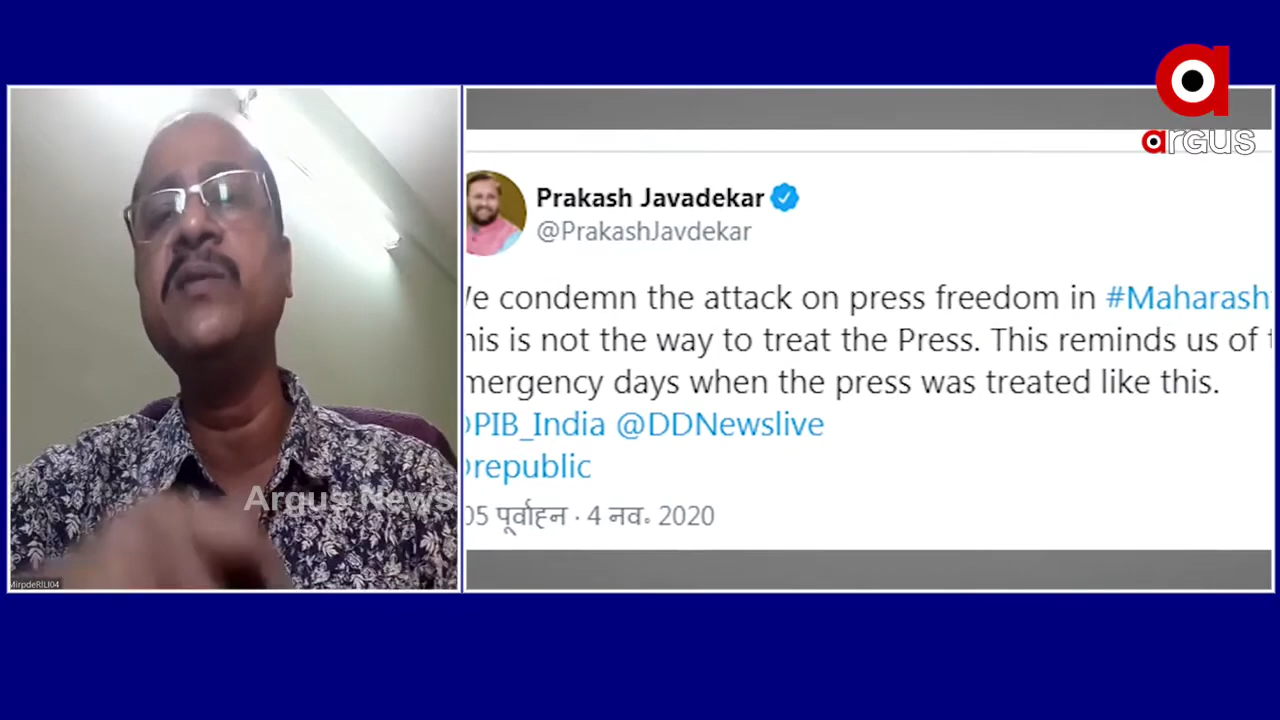 argus
Prakash Javadekar
@PrakashJavdekar
e condemn the attack on press freedom in #Maharash
his is not the way to treat the Press. This reminds us of
mergency days when the press was treated like this.
PIB_India @DDNewslive
republic
05 पूर्वाह्न · 4 नव॰ 2020
Argus News